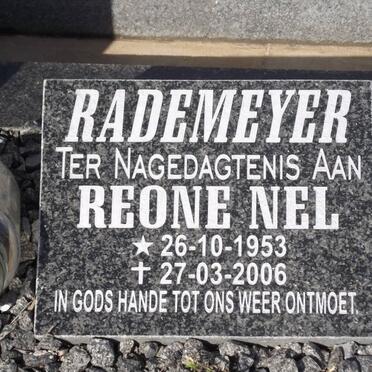 RADEMEYER
TER NAGEDAGTENIS AAN
REONE NEL
★ 26-10-1953
✝ 27-03-2006
IN GODS HANDE TOT ONS WEER ONTMOET.